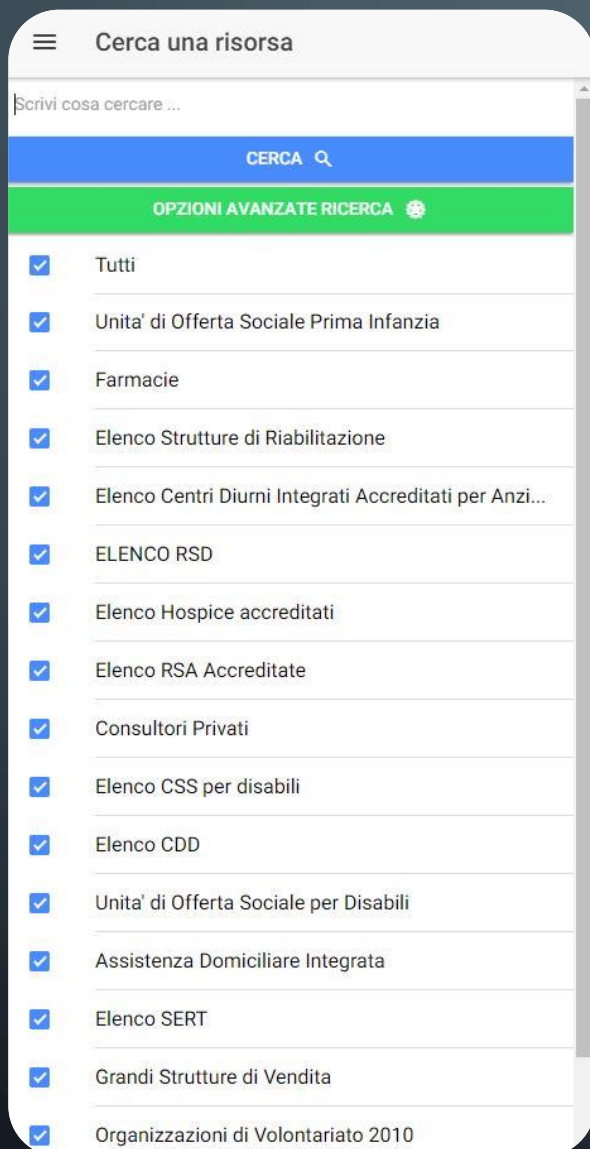 Cerca una risorsa
Scrivi cosa cercare ...
CERCA
OPZIONI AVANZATE RICERCA
Tutti
Unita' di Offerta Sociale Prima Infanzia
Farmacie
Elenco Strutture di Riabilitazione
Elenco Centri Diurni Integrati Accreditati per Anzi...
ELENCO RSD
Elenco Hospice accreditati
Elenco RSA Accreditate
Consultori Privati
Elenco CSS per disabili
Elenco CDD
Unita' di Offerta Sociale per Disabili
Assistenza Domiciliare Integrata
Elenco SERT
Grandi Strutture di Vendita
Organizzazioni di Volontariato 2010